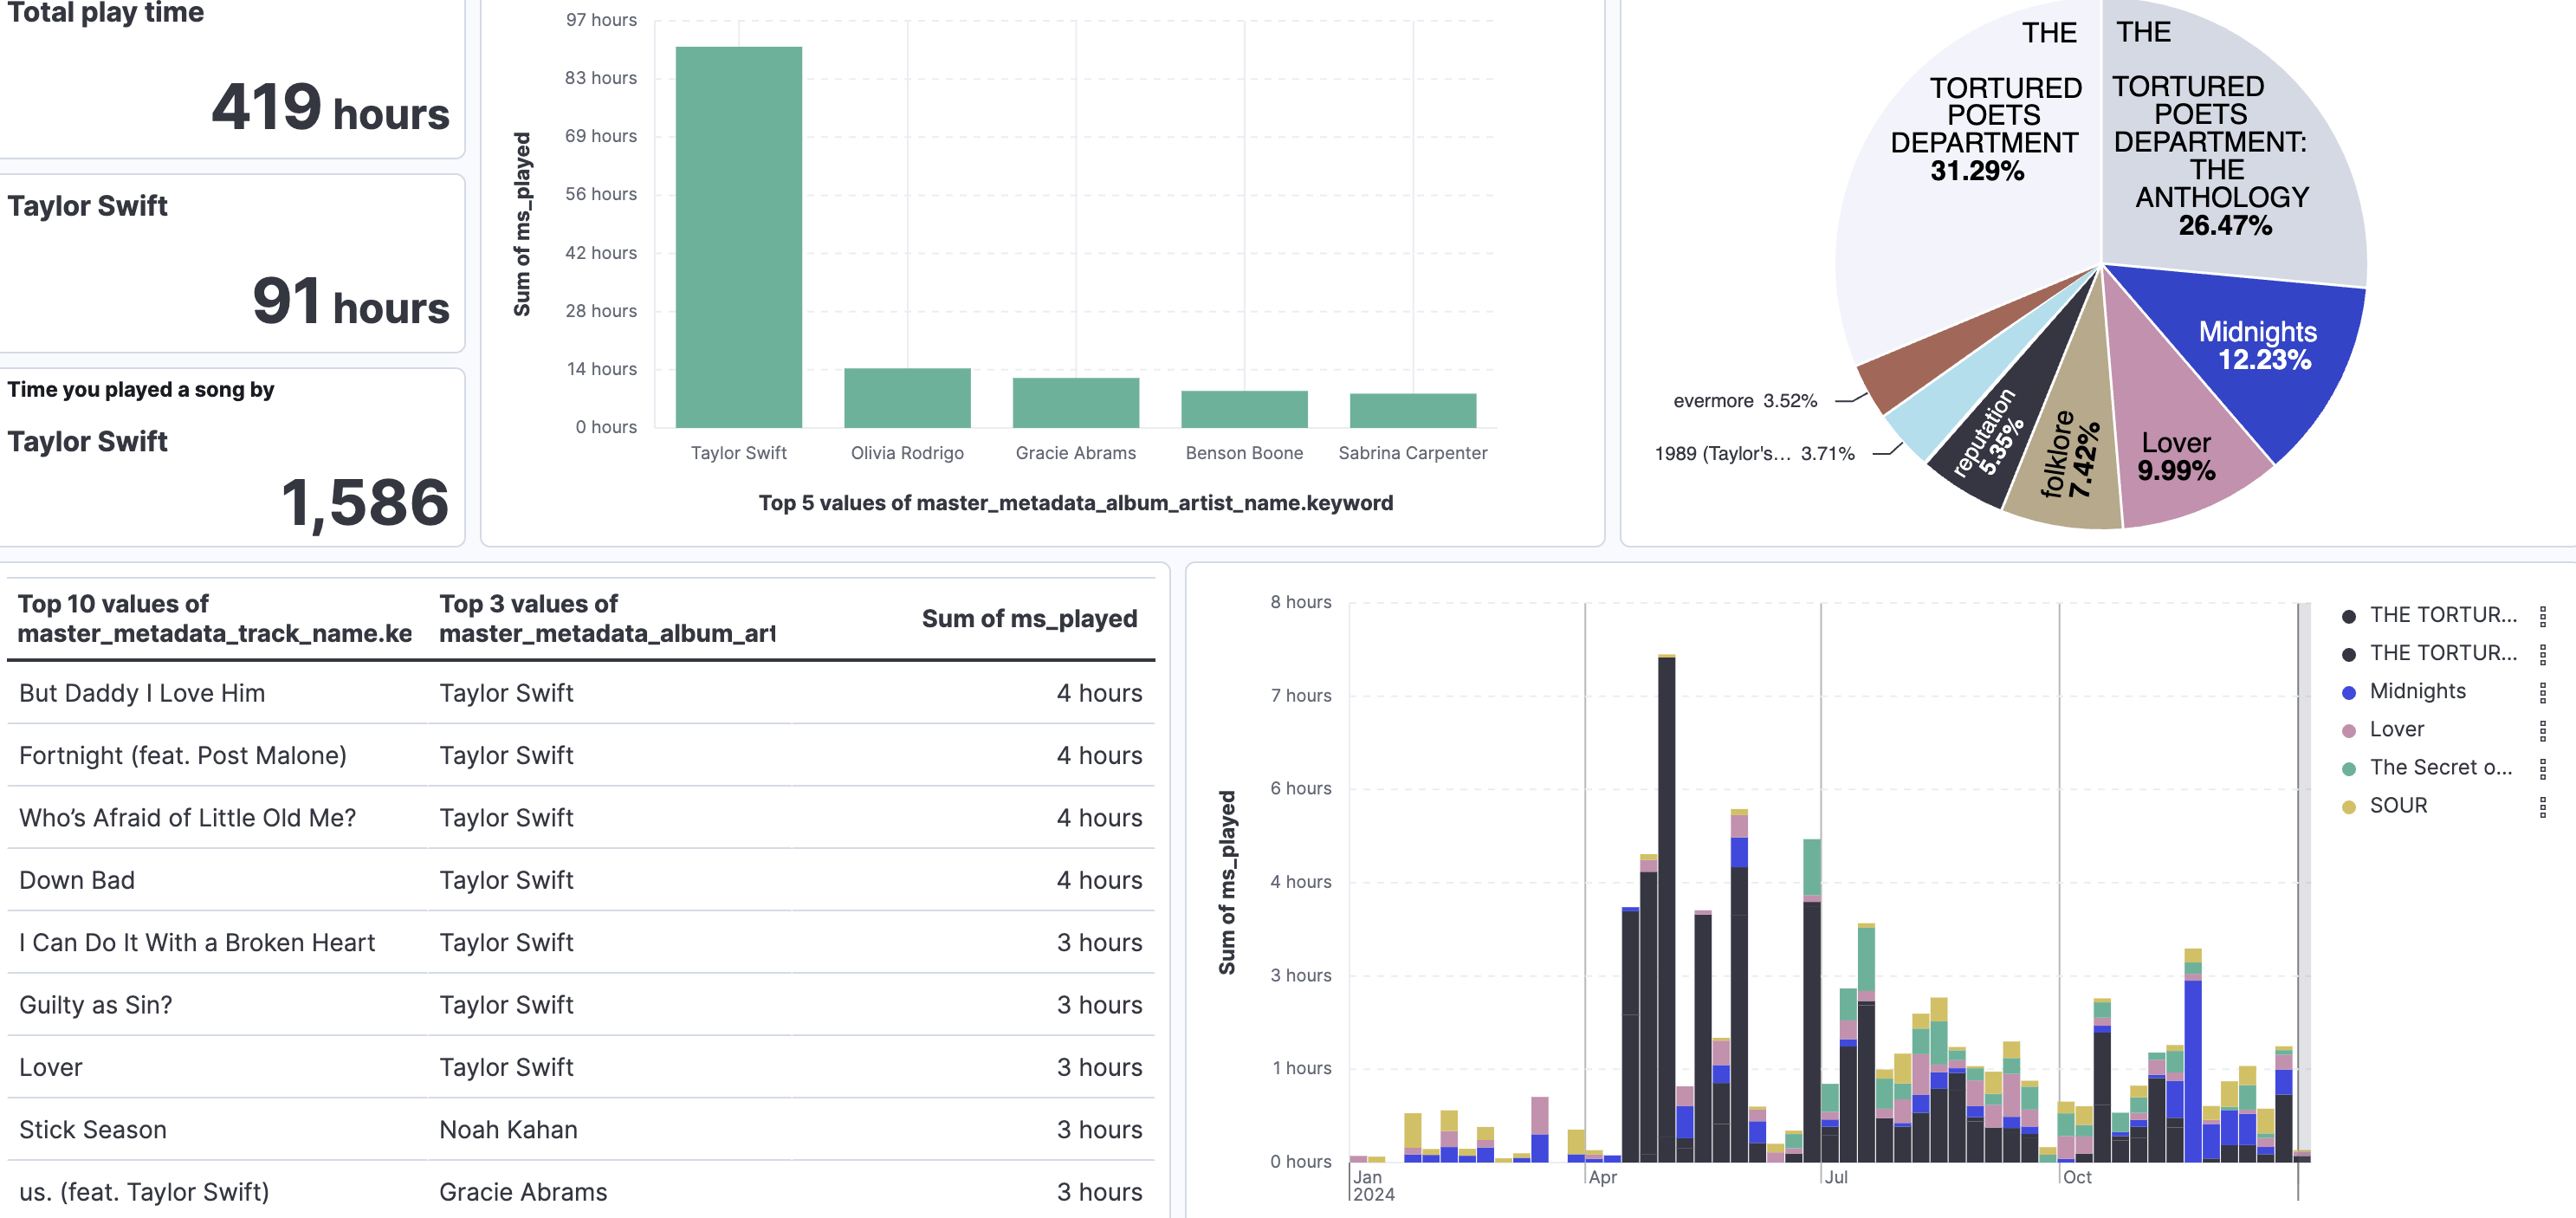 Total play time
419 hours
Taylor Swift
91 hours
Time you played a song by
Taylor Swift
1,586
97 hours
83 hours
69 hours
56 hours
42 hours
28 hours
14 hours
0 hours
Sum of ms_played
Taylor Swift
Olivia Rodrigo
Gracie Abrams
Benson Boone
Sabrina Carpenter
Top 5 values of master_metadata_album_artist_name.keyword
THE
TORTURED
POETS
DEPARTMENT
31.29%
THE
TORTURED
POETS
DEPARTMENT:
THE
ANTHOLOGY
26.47%
Midnights
12.23%
Lover
9.99%
folklore
7.42%
reputation
5.35%
1989 (Taylor's... 3.71%
evermore 3.52%
Top 10 values of
master_metadata_track_name.ke
Top 3 values of
master_metadata_album_art
Sum of ms_played
But Daddy I Love Him Taylor Swift 4 hours
Fortnight (feat. Post Malone) Taylor Swift 4 hours
Who’s Afraid of Little Old Me? Taylor Swift 4 hours
Down Bad Taylor Swift 4 hours
I Can Do It With a Broken Heart Taylor Swift 3 hours
Guilty as Sin? Taylor Swift 3 hours
Lover Taylor Swift 3 hours
Stick Season Noah Kahan 3 hours
us. (feat. Taylor Swift) Gracie Abrams 3 hours
8 hours
7 hours
6 hours
4 hours
3 hours
1 hours
0 hours
Sum of ms_played
Jan
2024
Apr
Jul
Oct
THE TORTUR...
THE TORTUR...
Midnights
Lover
The Secret o...
SOUR